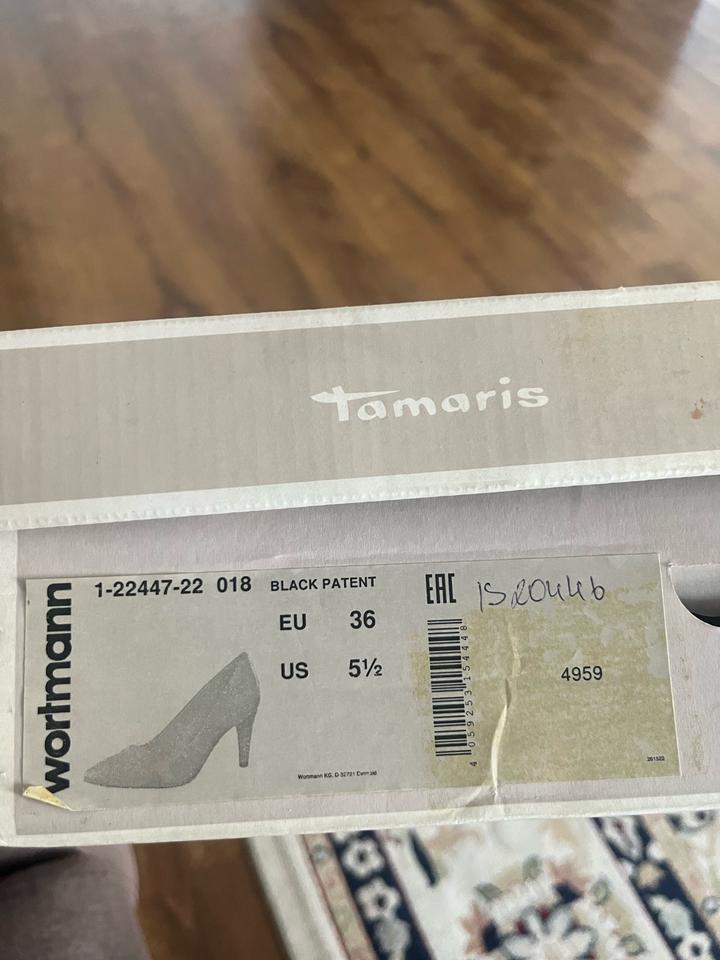 Tamaris
wortmann
1-22447-22 018 BLACK PATENT
EU 36
US 5½
EAC
4 059253 154448
4959
Wortmann KG, D-32721 Detmold
261522